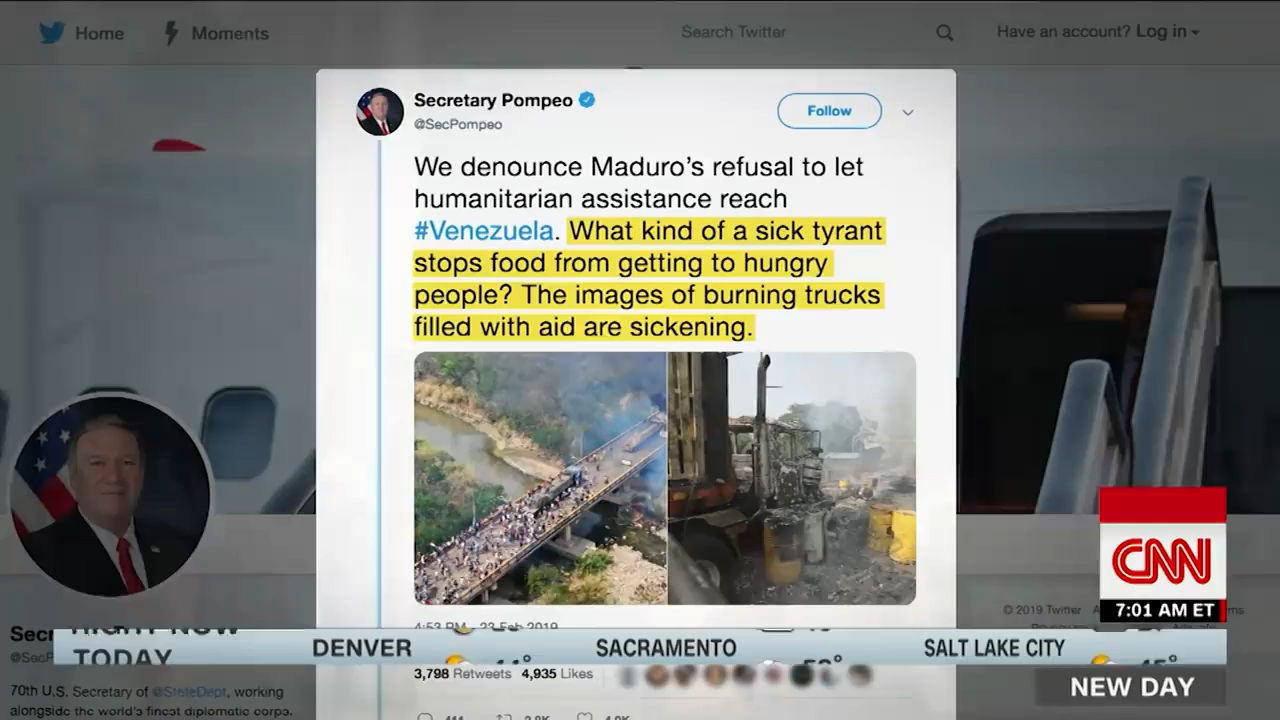 Home
Moments
Search Twitter
Have an account? Log in
Secretary Pompeo
@SecPompeo
Follow
We denounce Maduro's refusal to let
humanitarian assistance reach
#Venezuela. What kind of a sick tyrant
stops food from getting to hungry
people? The images of burning trucks
filled with aid are sickening.
4:53 PM - 23 Feb 2019
3,798 Retweets 4,935 Likes
70th U.S. Secretary of @StateDept, working
alongside the world's finest diplomatic corps.
© 2019 Twitter
CNN
7:01 AM ET
RIGHT NOW
TODAY
DENVER
SACRAMENTO
SALT LAKE CITY
NEW DAY